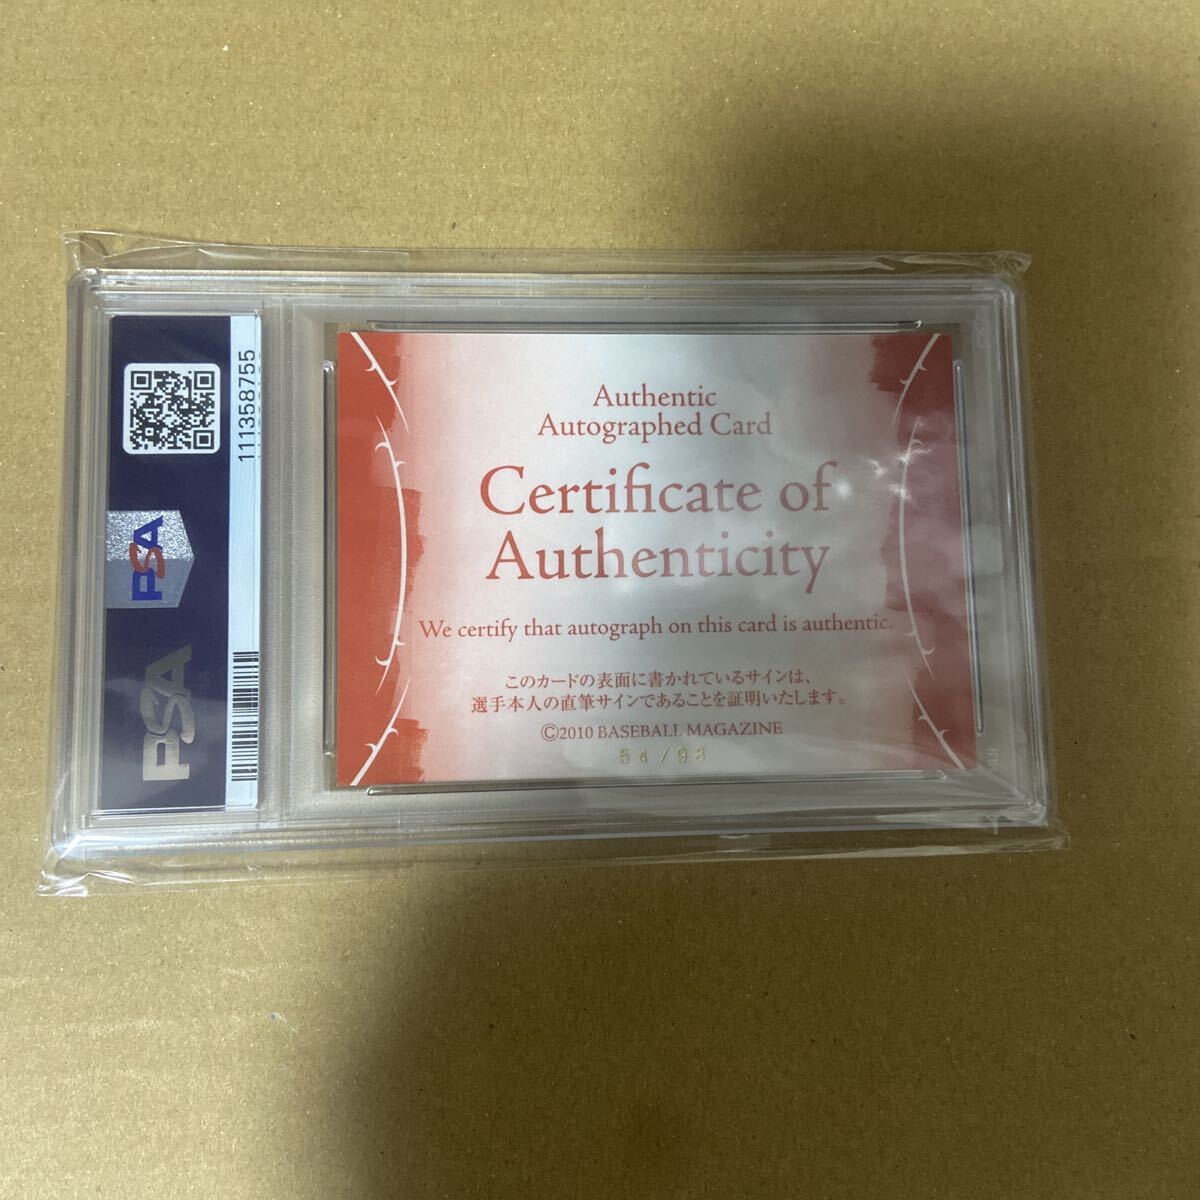 111358755
PSA
PSA
Authentic
Autographed Card
Certificate of
Authenticity
We certify that autograph on this card is authentic.
このカードの表面に書かれているサインは、
選手本人の直筆サインであることを証明いたします。
©2010 BASEBALL MAGAZINE
54/98